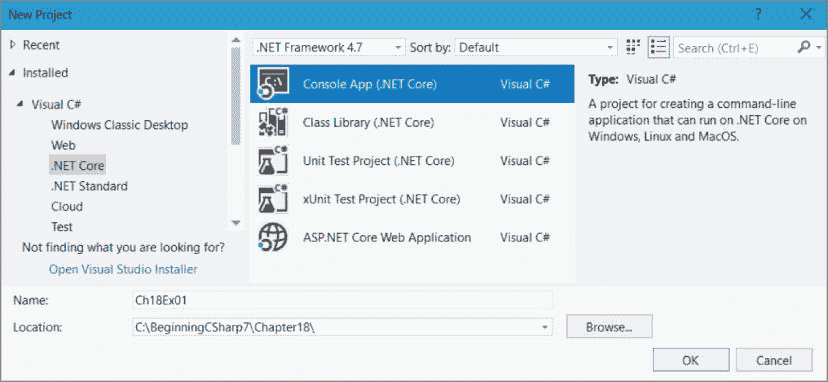 New Project
Recent
Installed
Visual C#
Windows Classic Desktop
Web
.NET Core
.NET Standard
Cloud
Test
Not finding what you are looking for?
Open Visual Studio Installer
.NET Framework 4.7
Sort by: Default
Search (Ctrl+E)
Console App (.NET Core) Visual C#
Class Library (.NET Core) Visual C#
Unit Test Project (.NET Core) Visual C#
xUnit Test Project (.NET Core) Visual C#
ASP.NET Core Web Application Visual C#
Type: Visual C#
A project for creating a command-line
application that can run on .NET Core on
Windows, Linux and MacOS.
Name: Ch18Ex01
Location: C:\BeginningCSharp7\Chapter18\
Browse...
OK Cancel